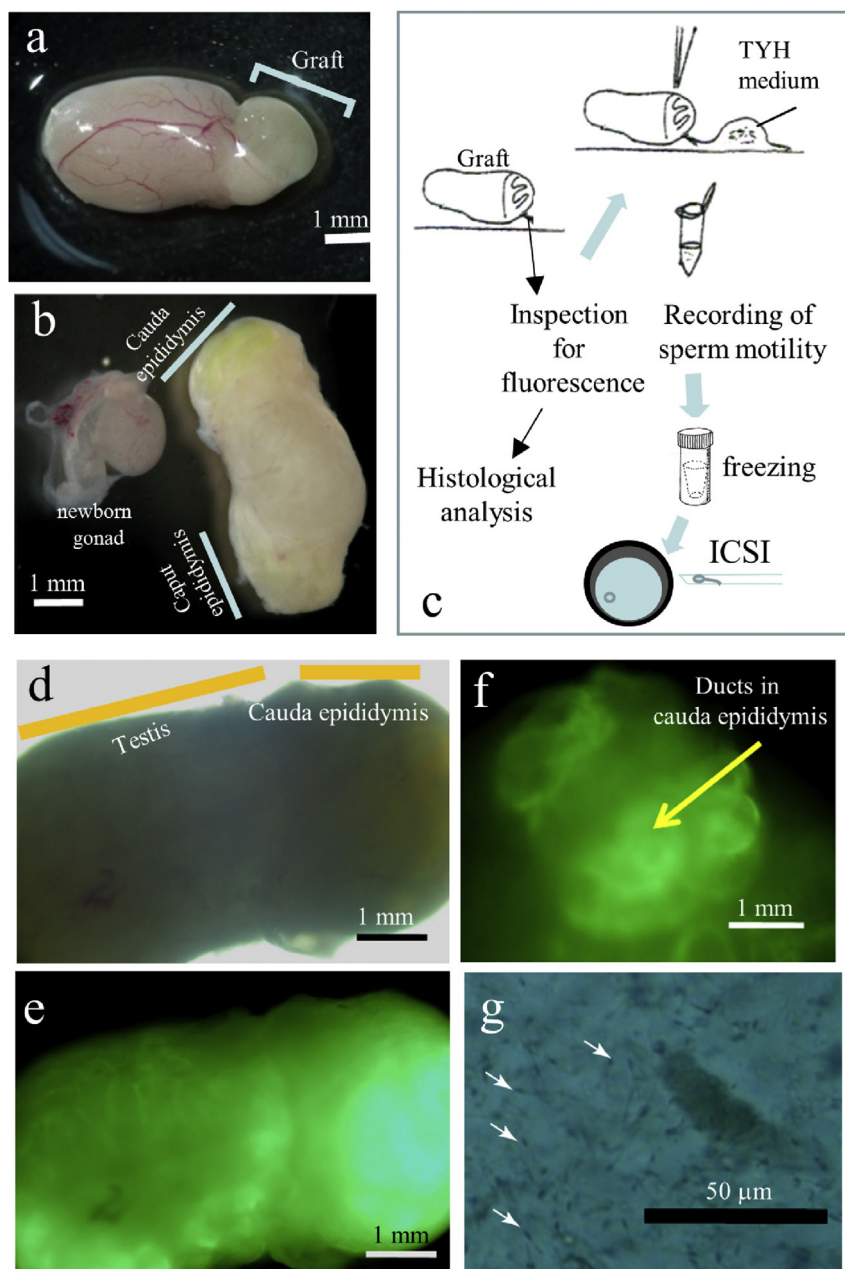 a
Graft
1 mm
b
Cauda
epididymis
newborn
gonad
Caput
epididymis
1 mm
c
TYH
medium
Graft
Inspection
for
fluorescence
Histological
analysis
Recording of
sperm motility
freezing
ICSI
d
Testis
Cauda epididymis
1 mm
e
1 mm
f
Ducts in
cauda epididymis
1 mm
g
50 μm